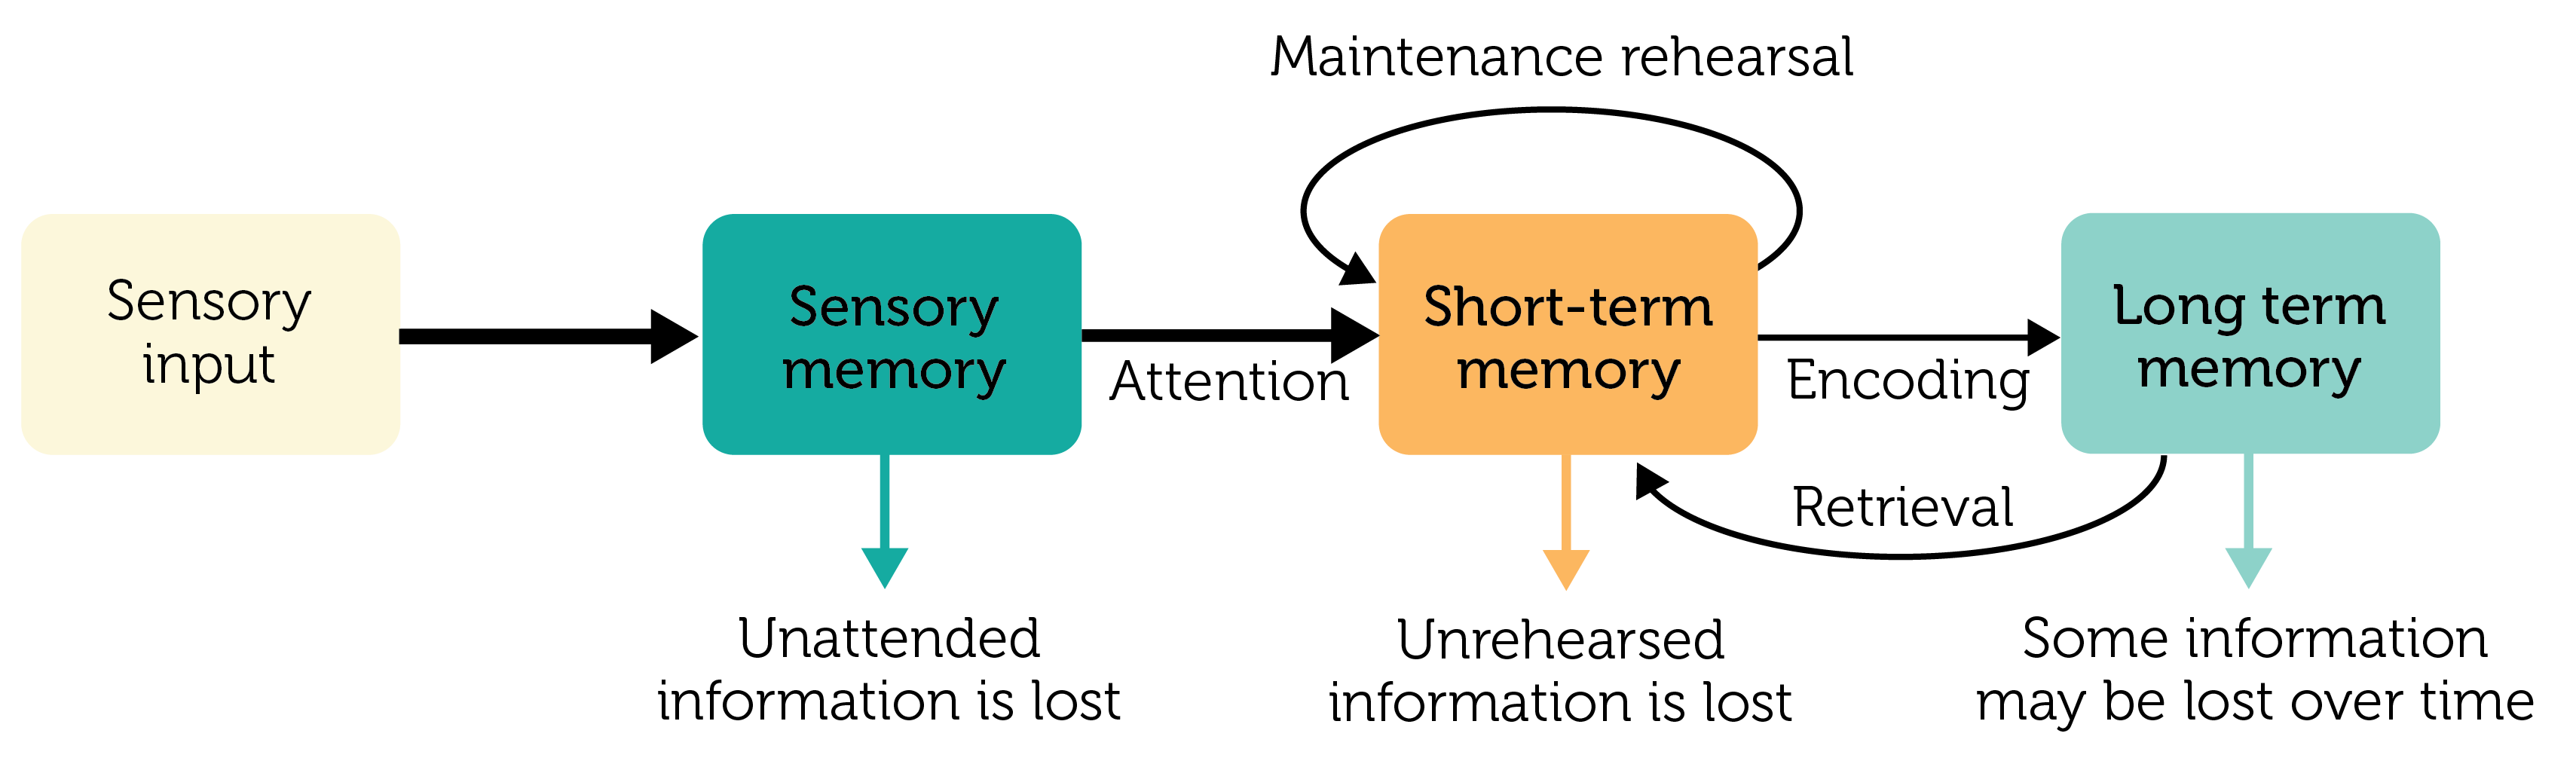 Maintenance rehearsal
Sensory
input
Sensory
memory
Attention
Short-term
memory
Encoding
Long term
memory
Retrieval
Unattended
information is lost
Unrehearsed
information is lost
Some information
may be lost over time